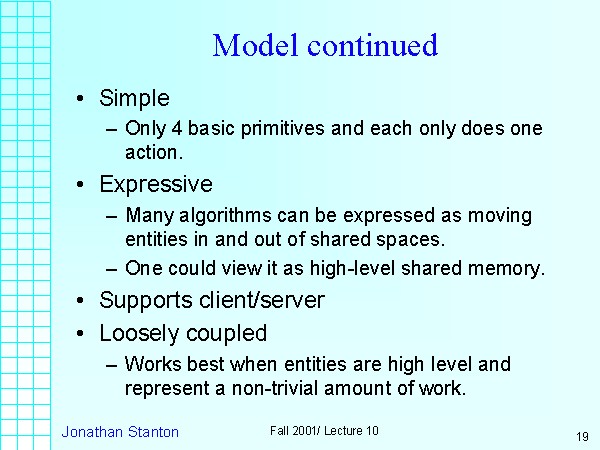 Model continued
• Simple
– Only 4 basic primitives and each only does one
action.
• Expressive
– Many algorithms can be expressed as moving
entities in and out of shared spaces.
– One could view it as high-level shared memory.
• Supports client/server
• Loosely coupled
– Works best when entities are high level and
represent a non-trivial amount of work.
Jonathan Stanton
Fall 2001/ Lecture 10
19